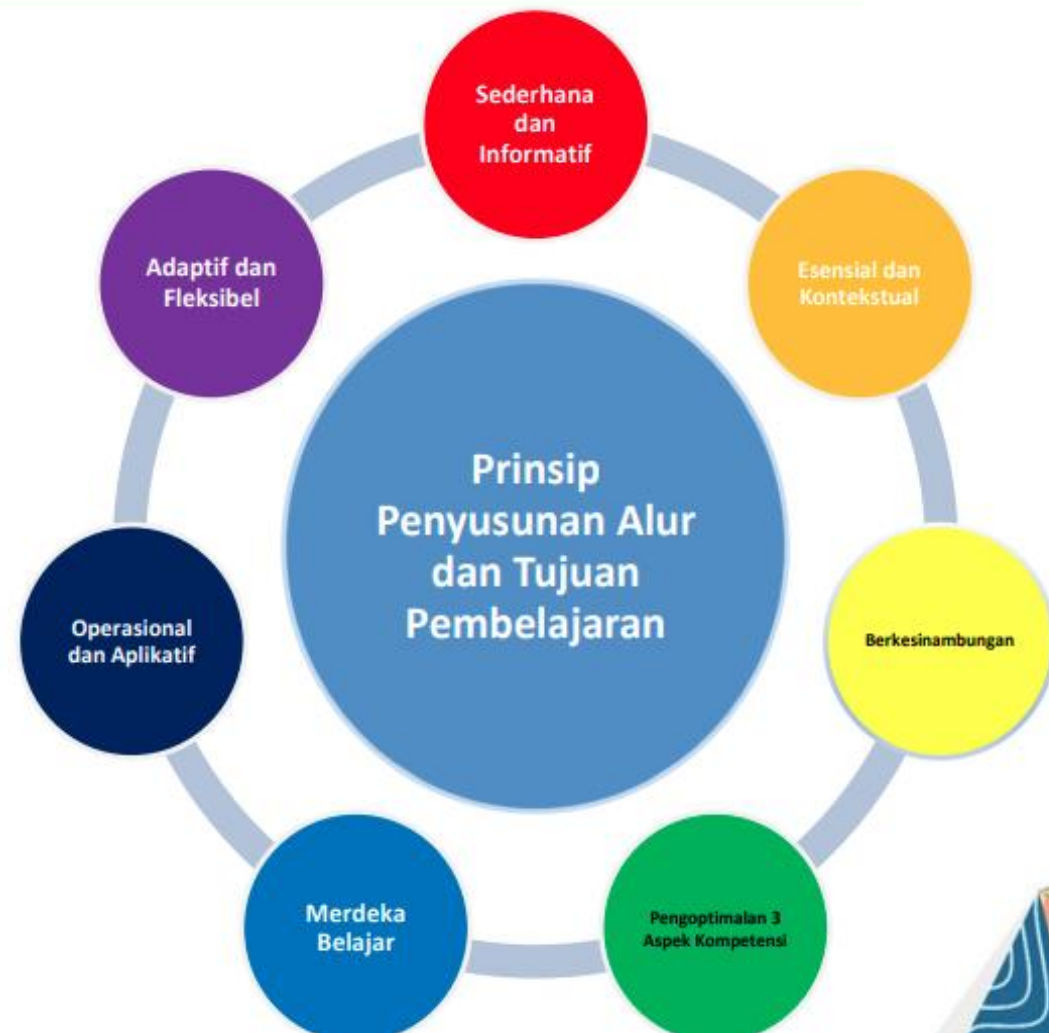 Sederhana
dan
Informatif
Esensial dan
Kontekstual
Berkesinambungan
Pengoptimalan 3
Aspek Kompetensi
Merdeka
Belajar
Operasional
dan Aplikatif
Adaptif dan
Fleksibel
Prinsip
Penyusunan Alur
dan Tujuan
Pembelajaran